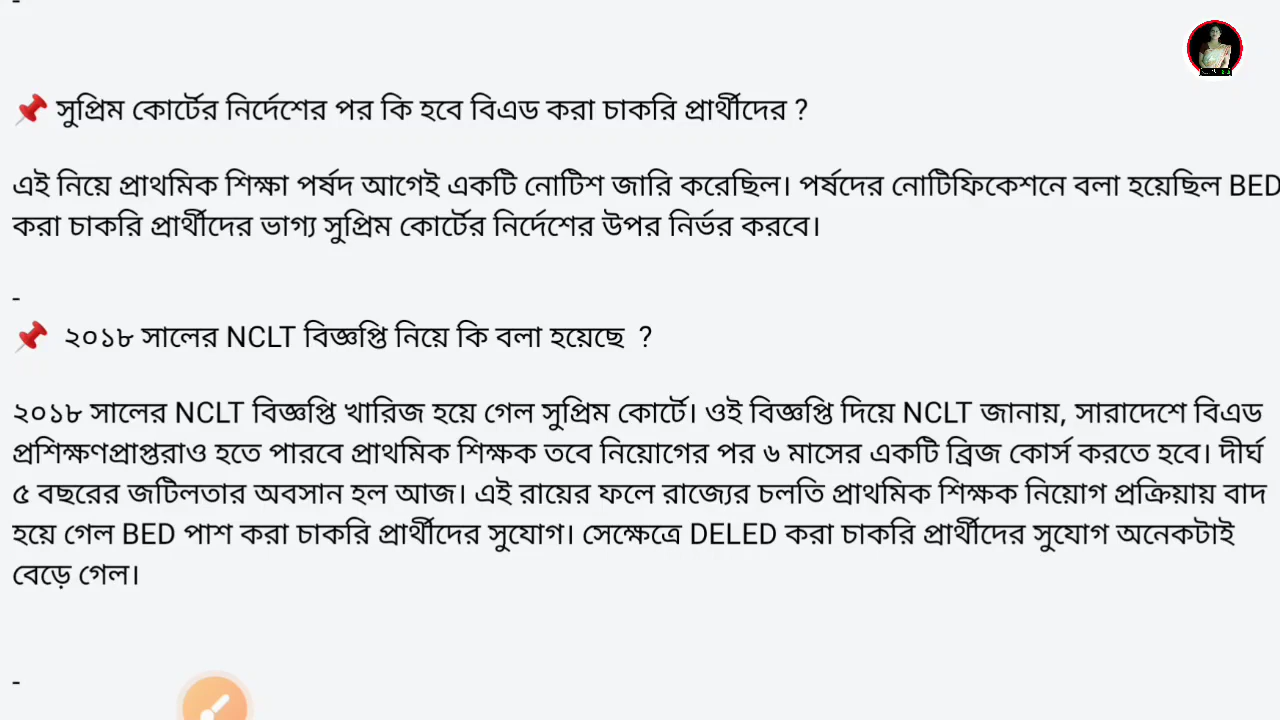 -
📌 সুপ্রিম কোর্টের নির্দেশের পর কি হবে বিএড করা চাকরি প্রার্থীদের ?
এই নিয়ে প্রাথমিক শিক্ষা পর্ষদ আগেই একটি নোটিশ জারি করেছিল। পর্ষদের নোটিফিকেশনে বলা হয়েছিল BED
করা চাকরি প্রার্থীদের ভাগ্য সুপ্রিম কোর্টের নির্দেশের উপর নির্ভর করবে।
-
📌 ২০১৮ সালের NCLT বিজ্ঞপ্তি নিয়ে কি বলা হয়েছে ?
২০১৮ সালের NCLT বিজ্ঞপ্তি খারিজ হয়ে গেল সুপ্রিম কোর্টে। ওই বিজ্ঞপ্তি দিয়ে NCLT জানায়, সারাদেশে বিএড
প্রশিক্ষণপ্রাপ্তরাও হতে পারবে প্রাথমিক শিক্ষক তবে নিয়োগের পর ৬ মাসের একটি ব্রিজ কোর্স করতে হবে। দীর্ঘ
৫ বছরের জটিলতার অবসান হল আজ। এই রায়ের ফলে রাজ্যের চলতি প্রাথমিক শিক্ষক নিয়োগ প্রক্রিয়ায় বাদ
হয়ে গেল BED পাশ করা চাকরি প্রার্থীদের সুযোগ। সেক্ষেত্রে DELED করা চাকরি প্রার্থীদের সুযোগ অনেকটাই
বেড়ে গেল।
-